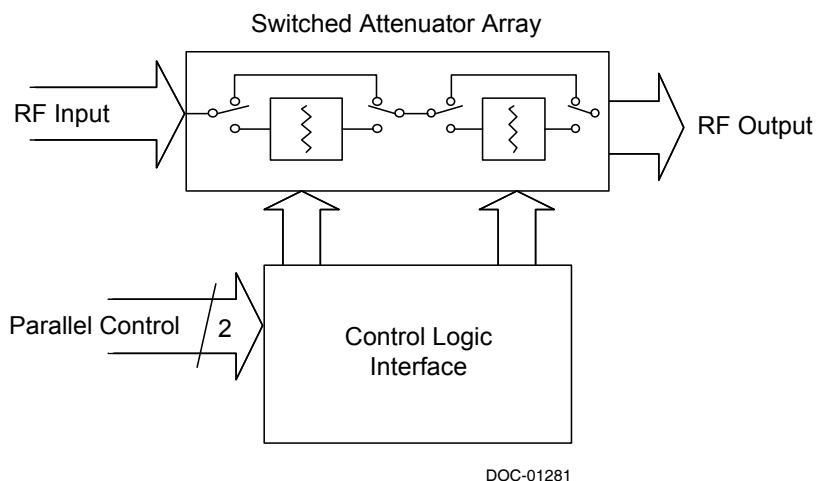 Switched Attenuator Array
RF Input
RF Output
Parallel Control
2
Control Logic
Interface
DOC-01281